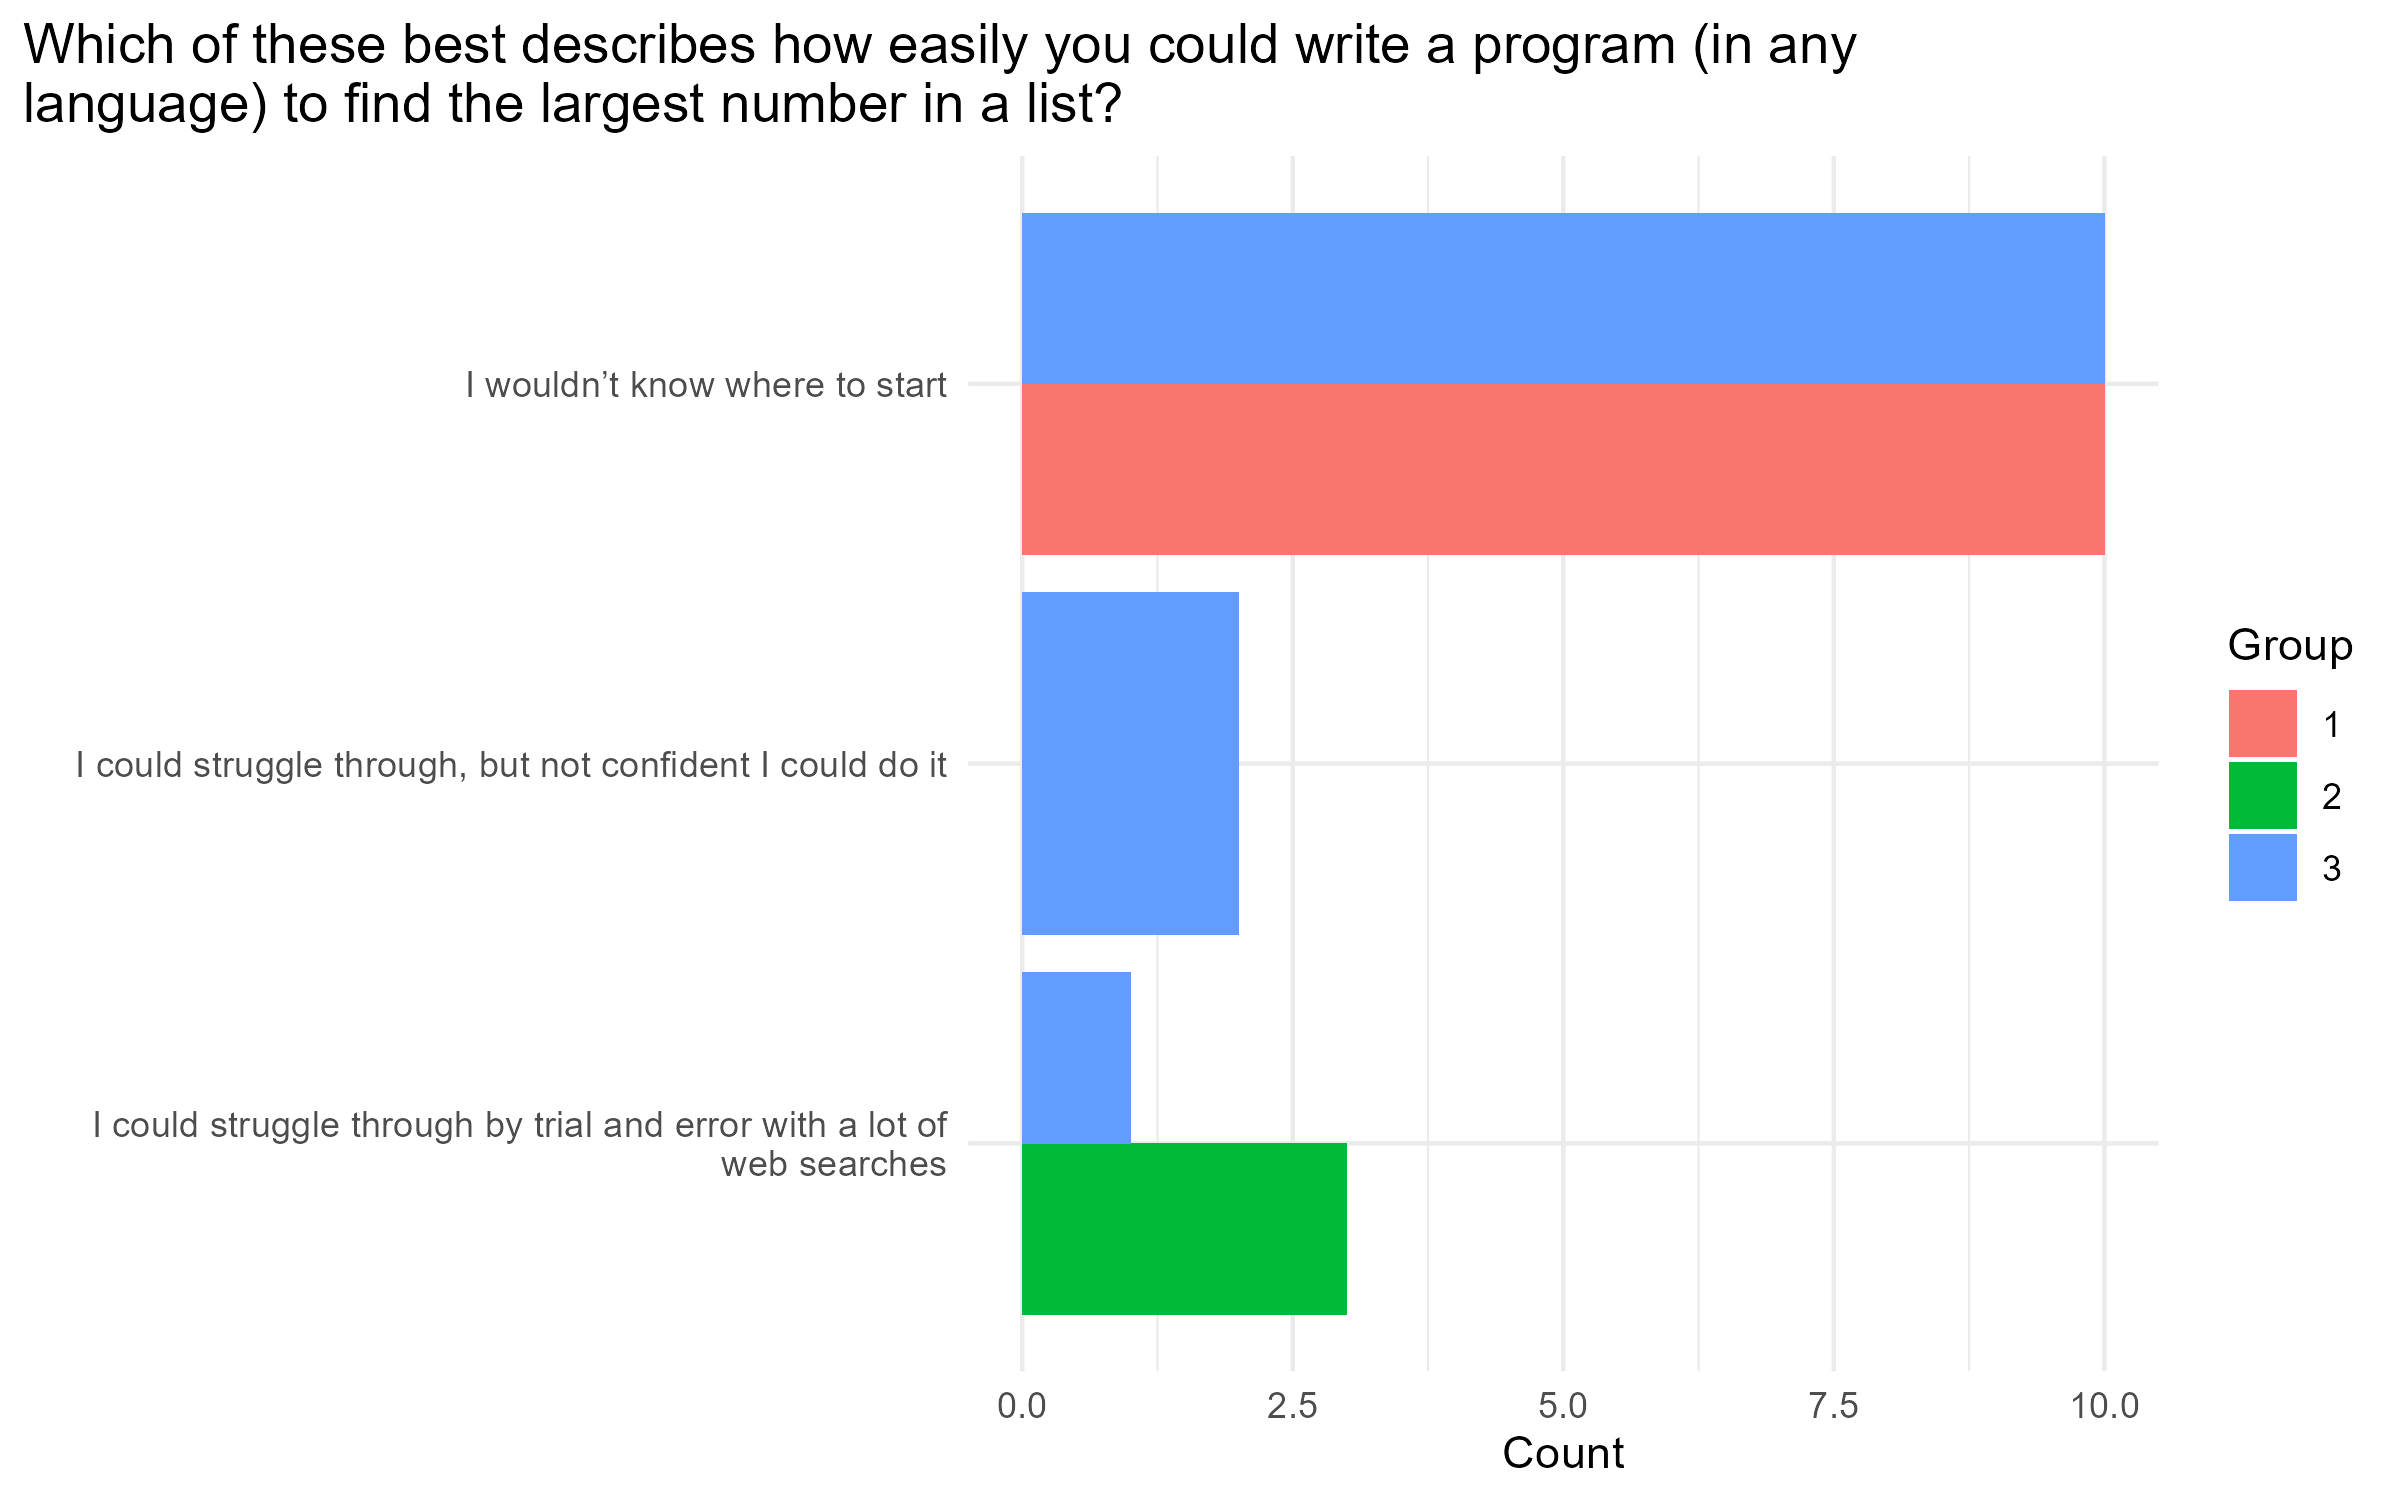 Which of these best describes how easily you could write a program (in any
language) to find the largest number in a list?
I wouldn’t know where to start
I could struggle through, but not confident I could do it
I could struggle through by trial and error with a lot of
web searches
0.0 2.5 5.0 7.5 10.0
Count
Group
1
2
3